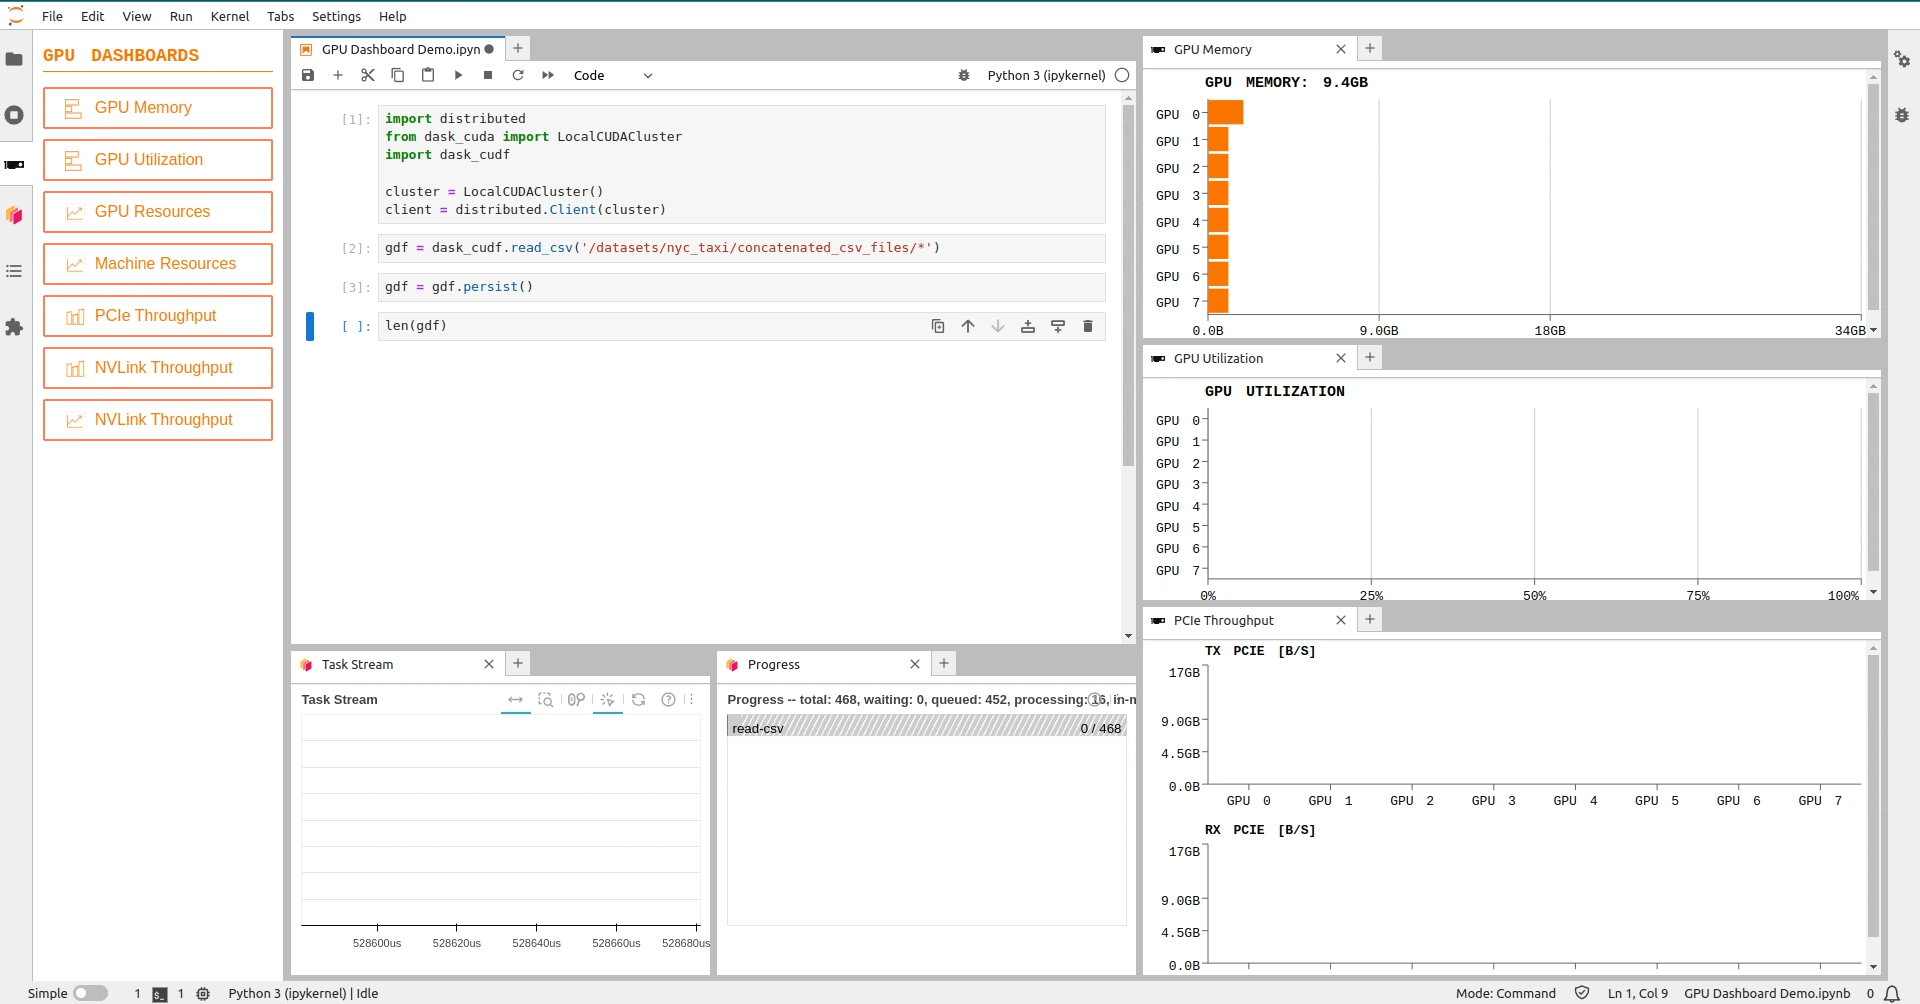 File Edit View Run Kernel Tabs Settings Help
GPU DASHBOARDS
GPU Memory
GPU Utilization
GPU Resources
Machine Resources
PCIe Throughput
NVLink Throughput
NVLink Throughput
GPU Dashboard Demo.ipyn
Code
Python 3 (ipykernel)
[1]:
import distributed
from dask_cuda import LocalCUDACluster
import dask_cudf
cluster = LocalCUDACluster()
client = distributed.Client(cluster)
[2]: gdf = dask_cudf.read_csv('/datasets/nyc_taxi/concatenated_csv_files/*')
[3]: gdf = gdf.persist()
[ ]: len(gdf)
Task Stream
Task Stream
528600us 528620us 528640us 528660us 528680us
Progress
Progress -- total: 468, waiting: 0, queued: 452, processing: 16, in-m
read-csv 0 / 468
GPU Memory
GPU MEMORY: 9.4GB
GPU 0
GPU 1
GPU 2
GPU 3
GPU 4
GPU 5
GPU 6
GPU 7
0.0B 9.0GB 18GB 34GB
GPU Utilization
GPU UTILIZATION
GPU 0
GPU 1
GPU 2
GPU 3
GPU 4
GPU 5
GPU 6
GPU 7
0% 25% 50% 75% 100%
PCIe Throughput
TX PCIE [B/S]
17GB
9.0GB
4.5GB
0.0B
GPU 0 GPU 1 GPU 2 GPU 3 GPU 4 GPU 5 GPU 6 GPU 7
RX PCIE [B/S]
17GB
9.0GB
4.5GB
0.0B
Simple 1 $_ 1 Python 3 (ipykernel) | Idle Mode: Command Ln 1, Col 9 GPU Dashboard Demo.ipynb 0